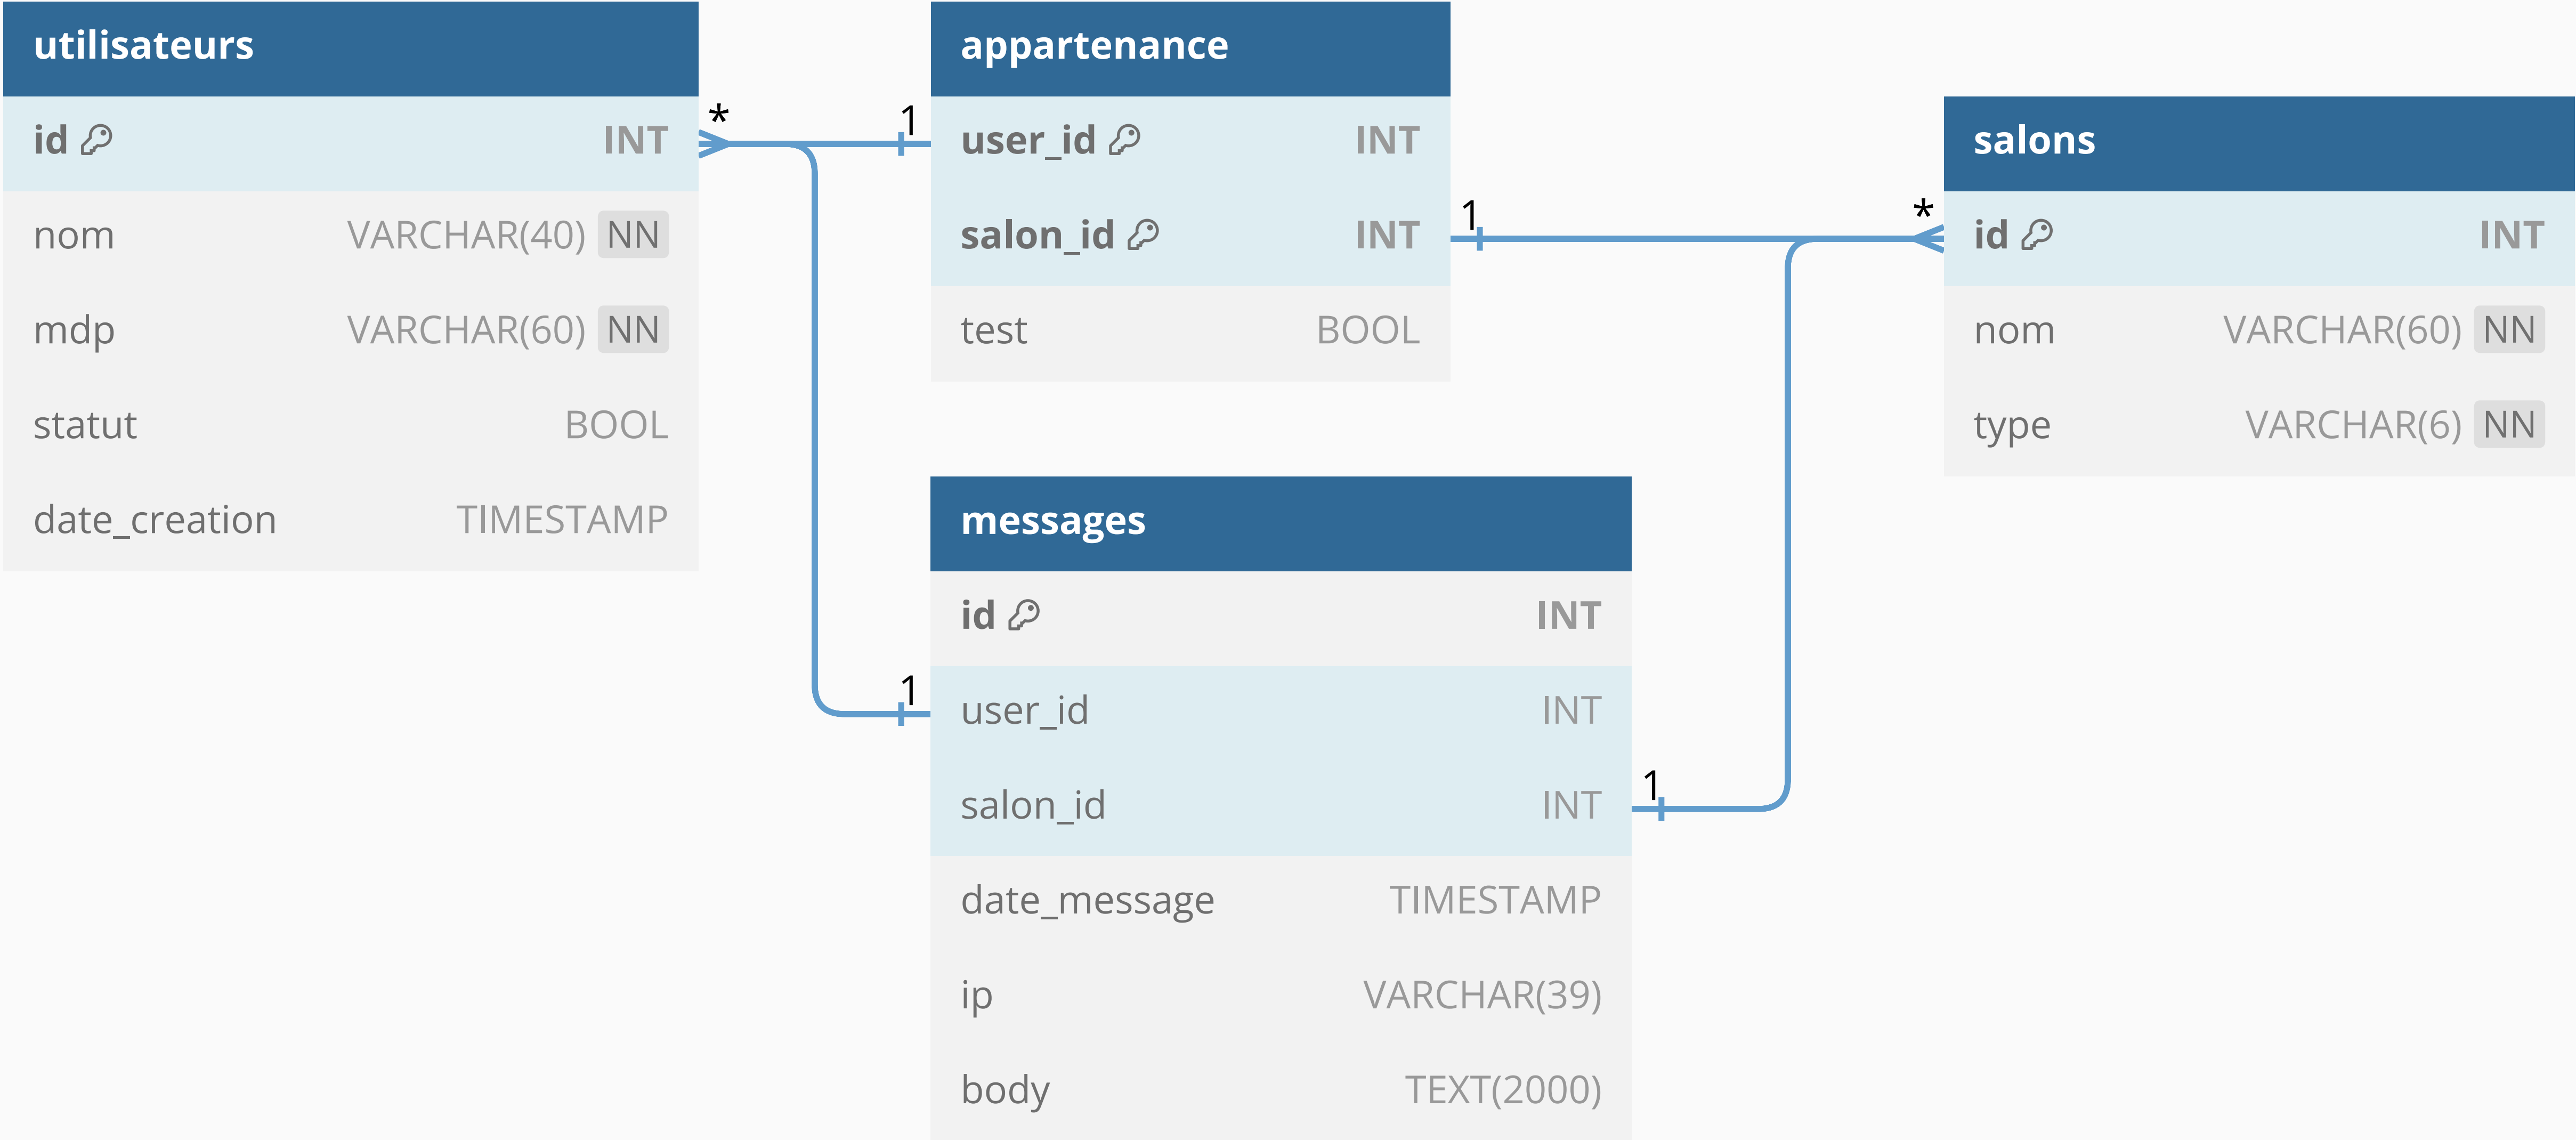 utilisateurs
id INT
nom VARCHAR(40) NN
mdp VARCHAR(60) NN
statut BOOL
date_creation TIMESTAMP
* 1
1 *
1
1
appartenance
user_id INT
salon_id INT
test BOOL
messages
id INT
user_id INT
salon_id INT
date_message TIMESTAMP
ip VARCHAR(39)
body TEXT(2000)
salons
id INT
nom VARCHAR(60) NN
type VARCHAR(6) NN